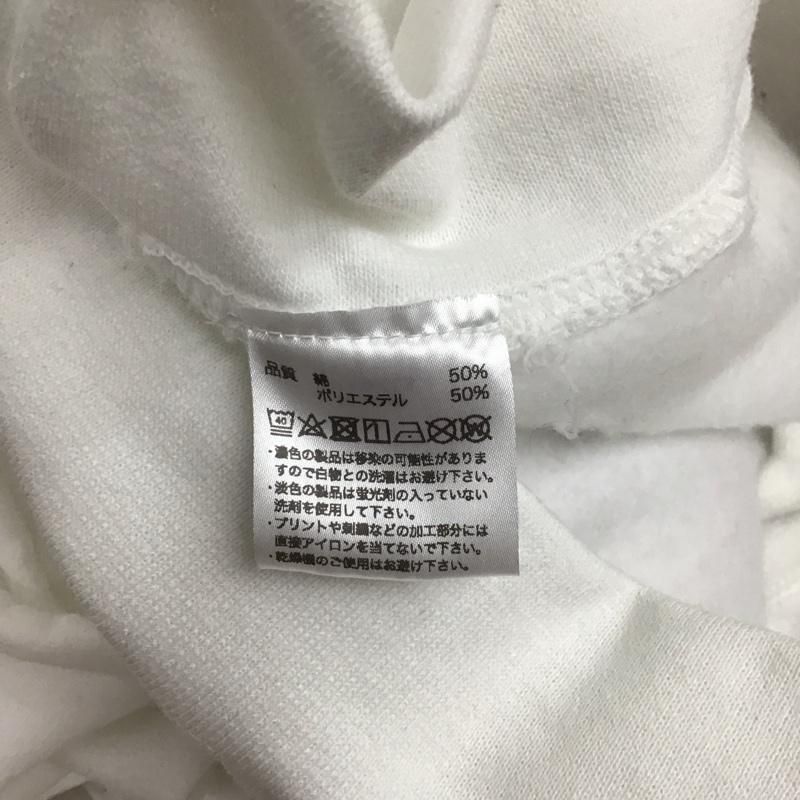 品質 綿 50%
ポリエステル 50%
40
W
・濃色の製品は移染の可能性がありま
すので白物との洗濯はお避け下さい。
・淡色の製品は蛍光剤の入っていない
洗剤を使用して下さい。
・プリントや刺繍などの加工部分には
直接アイロンを当てないで下さい。
・乾燥機のご使用はお避け下さい。